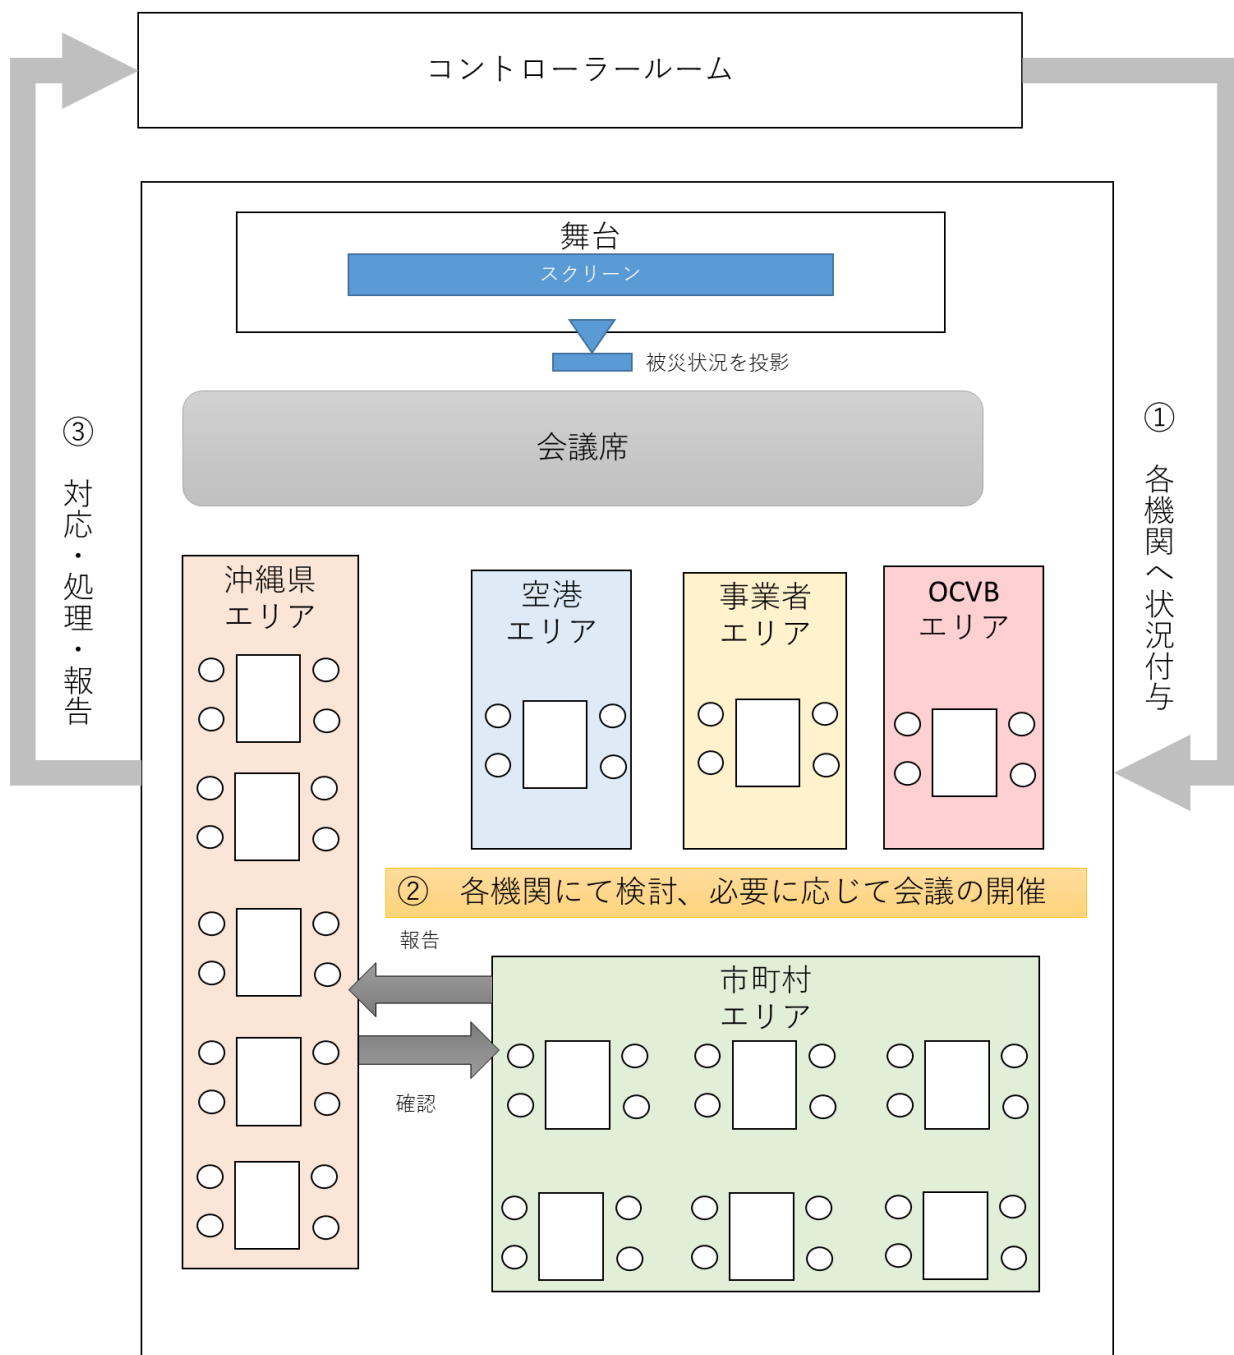 コントローラールーム
舞台
スクリーン
被災状況を投影
会議席
① 各機関へ状況付与
③ 対応・処理・報告
沖縄県
エリア
空港
エリア
事業者
エリア
OCVB
エリア
② 各機関にて検討、必要に応じて会議の開催
報告
確認
市町村
エリア